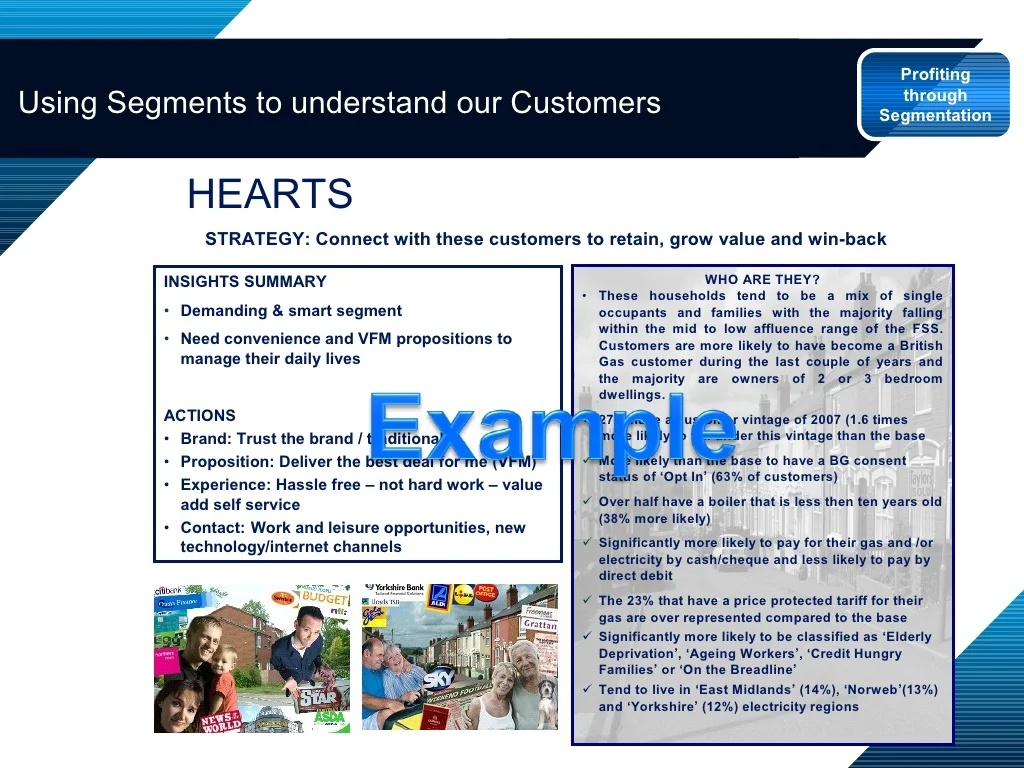 Using Segments to understand our Customers
Profiting
through
Segmentation
HEARTS
STRATEGY: Connect with these customers to retain, grow value and win-back
INSIGHTS SUMMARY
• Demanding & smart segment
• Need convenience and VFM propositions to
manage their daily lives
ACTIONS
• Brand: Trust the brand /
• Proposition: Deliver the best deal for me (VFM)
• Experience: Hassle free – not hard work – value
add self service
• Contact: Work and leisure opportunities, new
technology/internet channels
WHO ARE THEY?
• These households tend to be a mix of single
occupants and families with the majority falling
within the mid to low affluence range of the FSS.
Customers are more likely to have become a British
Gas customer during the last couple of years and
the majority are owners of 2 or 3 bedroom
dwellings.
vintage of 2007 (1.6 times
more likely to under this vintage than the base
✓ More likely than the base to have a BG consent
status of ‘Opt In’ (63% of customers)
✓ Over half have a boiler that is less then ten years old
(38% more likely)
✓ Significantly more likely to pay for their gas and /or
electricity by cash/cheque and less likely to pay by
direct debit
✓ The 23% that have a price protected tariff for their
gas are over represented compared to the base
✓ Significantly more likely to be classified as ‘Elderly
Deprivation’, ‘Ageing Workers’, ‘Credit Hungry
Families’ or ‘On the Breadline’
✓ Tend to live in ‘East Midlands’ (14%), ‘Norweb’(13%)
and ‘Yorkshire’ (12%) electricity regions
Example
citibank
BUDGET
STAR
NEWS OF THE
WORLD
ASDA
Yorkshire Bank
Lloyds TSB
ALDI
LIDL
POST
OFFICE
Freemans
Grattan
SKY
WEEKEND FOOTBALL